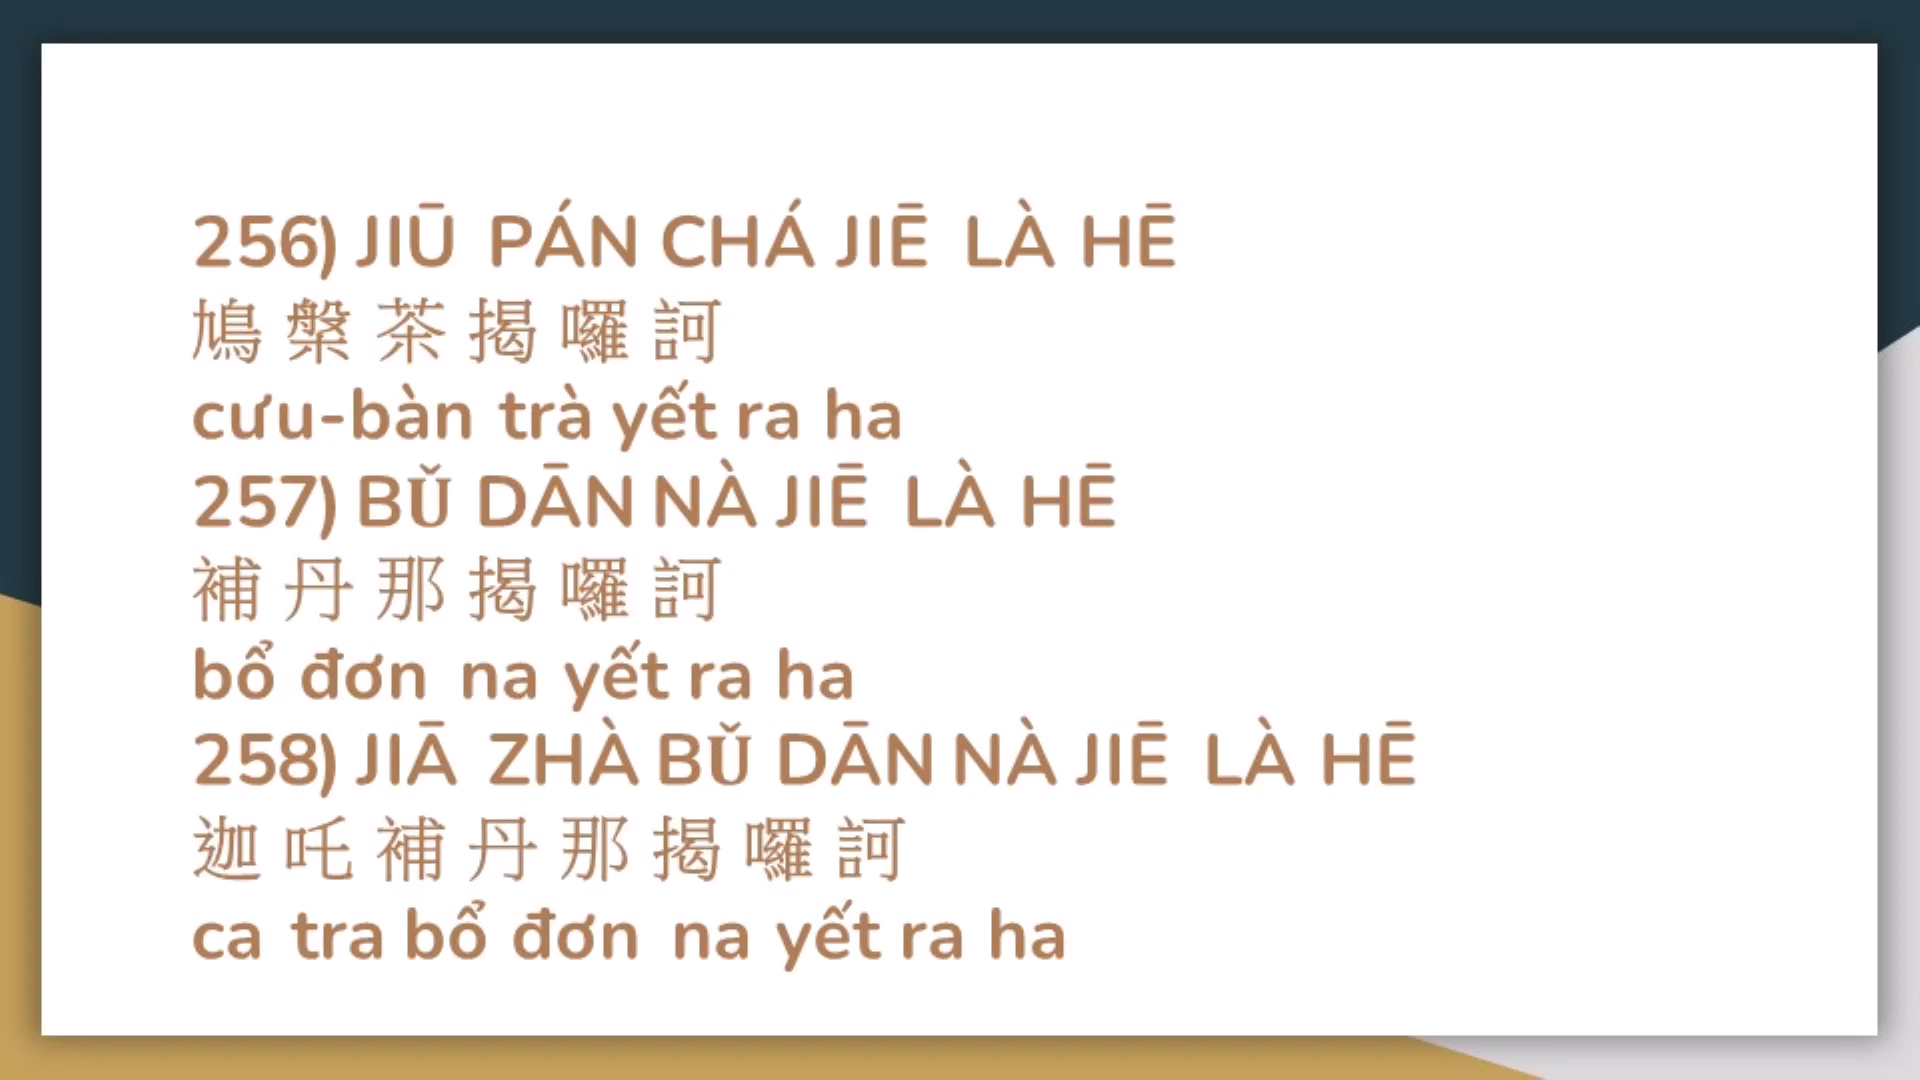 256) JIŪ PÁN CHÁ JIĒ LÀ HĒ
鳩 槃 茶 揭 囉 訶
cưu-bàn trà yết ra ha
257) BǓ DĀN NÀ JIĒ LÀ HĒ
補 丹 那 揭 囉 訶
bổ đơn na yết ra ha
258) JIĀ ZHÀ BǓ DĀN NÀ JIĒ LÀ HĒ
迦 吒 補 丹 那 揭 囉 訶
ca tra bổ đơn na yết ra ha